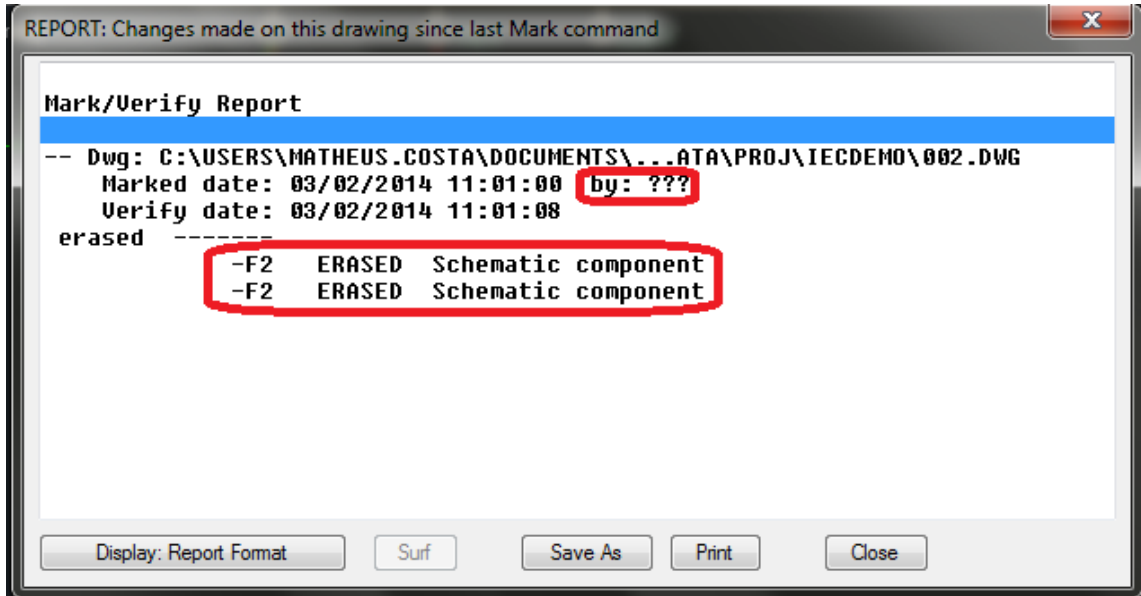 REPORT: Changes made on this drawing since last Mark command
X
Mark/Verify Report
-- Dwg: C:\USERS\MATHEUS.COSTA\DOCUMENTS\...ATA\PROJ\IECDEMO\002.DWG
Marked date: 03/02/2014 11:01:00 by: ???
Verify date: 03/02/2014 11:01:08
erased -------
-F2 ERASED Schematic component
-F2 ERASED Schematic component
Display: Report Format Surf Save As Print Close